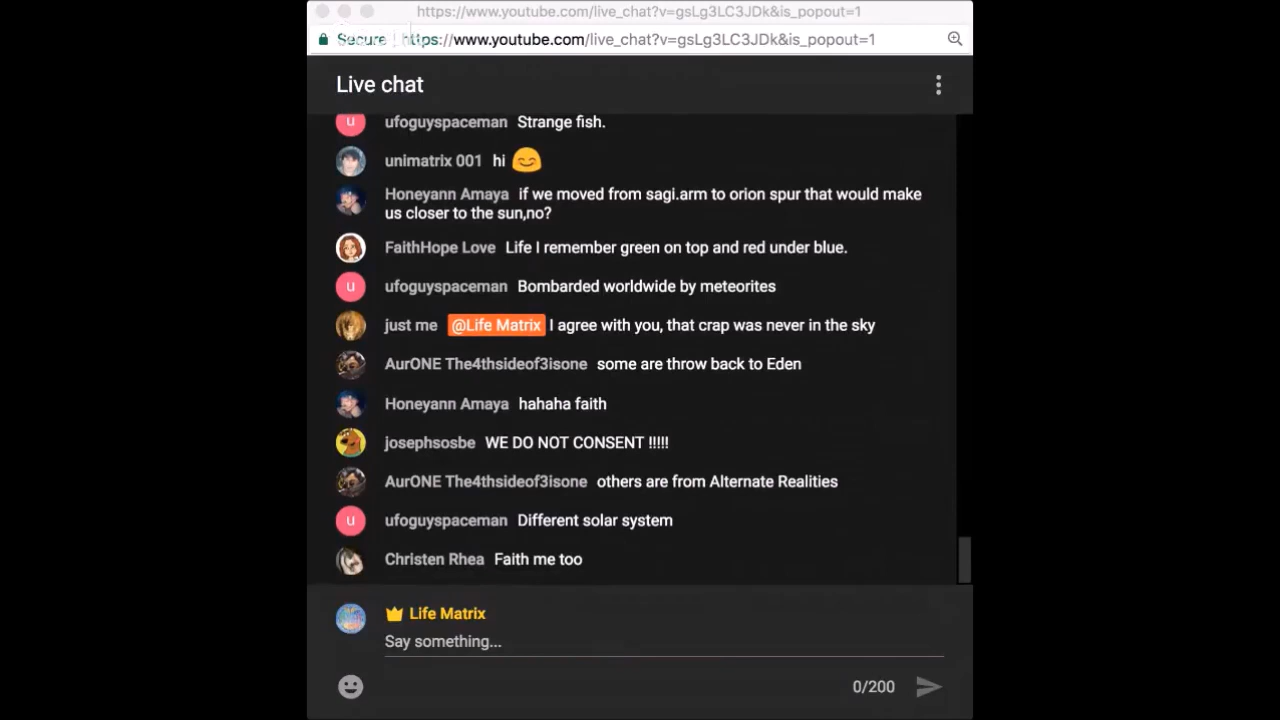 https://www.youtube.com/live_chat?v=gsLg3LC3JDk&is_popout=1
Secure https://www.youtube.com/live_chat?v=gsLg3LC3JDk&is_popout=1
Live chat
u ufoguyspaceman Strange fish.
unimatrix 001 hi 😊
Honeyann Amaya if we moved from sagi.arm to orion spur that would make
us closer to the sun,no?
FaithHope Love Life I remember green on top and red under blue.
u ufoguyspaceman Bombarded worldwide by meteorites
just me @Life Matrix I agree with you, that crap was never in the sky
AurONE The4thsideof3isone some are throw back to Eden
Honeyann Amaya hahaha faith
josephsosbe WE DO NOT CONSENT !!!!!
AurONE The4thsideof3isone others are from Alternate Realities
u ufoguyspaceman Different solar system
Christen Rhea Faith me too
Life Matrix
Say something...
0/200